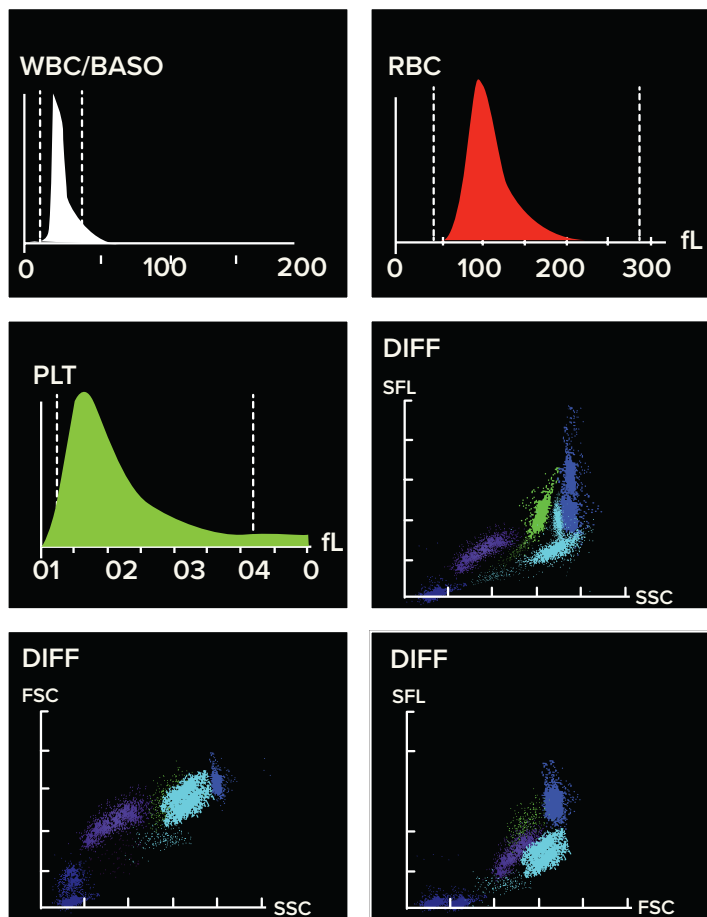 WBC/BASO
0 100 200
RBC
fL
0 100 200 300
PLT
fL
01 02 03 04 0
DIFF
SFL
SSC
DIFF
FSC
SSC
DIFF
SFL
FSC